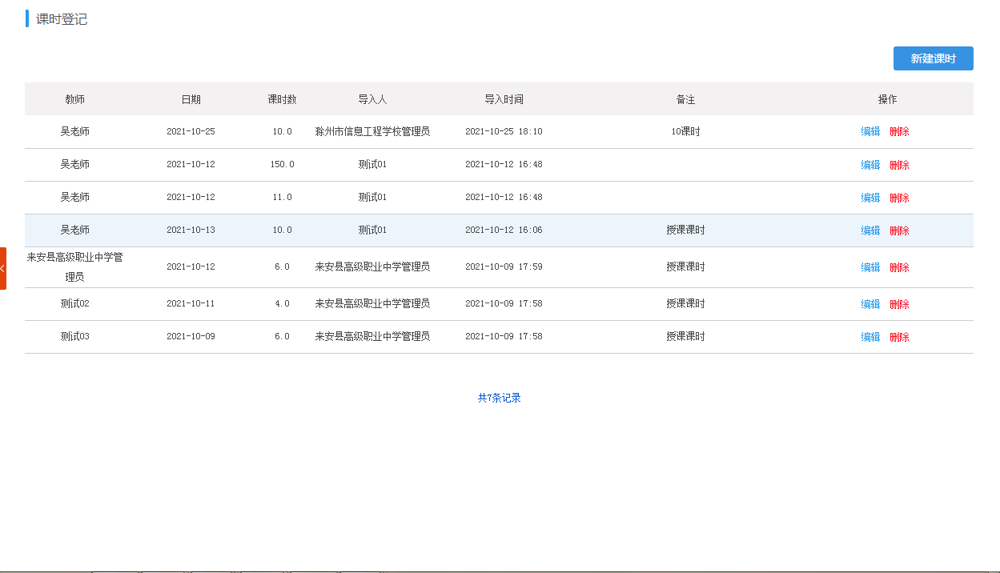 课时登记
新建课时
教师 日期 课时数 导入人 导入时间 备注 操作
吴老师 2021-10-25 10.0 滁州市信息工程学校管理员 2021-10-25 18:10 10课时 编辑 删除
吴老师 2021-10-12 150.0 测试01 2021-10-12 16:48 编辑 删除
吴老师 2021-10-12 11.0 测试01 2021-10-12 16:48 编辑 删除
吴老师 2021-10-13 10.0 测试01 2021-10-12 16:06 授课课时 编辑 删除
来安县高级职业中学管
理员 2021-10-12 6.0 来安县高级职业中学管理员 2021-10-09 17:59 授课课时 编辑 删除
测试02 2021-10-11 4.0 来安县高级职业中学管理员 2021-10-09 17:58 授课课时 编辑 删除
测试03 2021-10-09 6.0 来安县高级职业中学管理员 2021-10-09 17:58 授课课时 编辑 删除
共7条记录